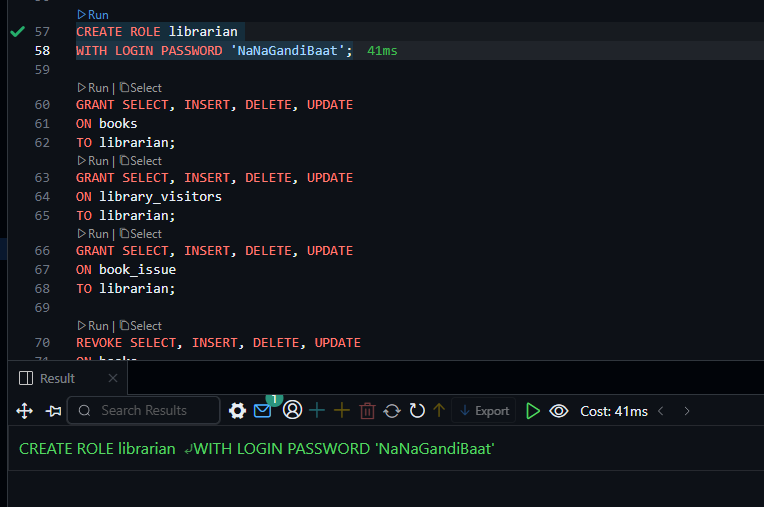 Run
57 CREATE ROLE librarian
58 WITH LOGIN PASSWORD 'NaNaGandiBaat'; 41ms
59
Run | Select
60 GRANT SELECT, INSERT, DELETE, UPDATE
61 ON books
62 TO librarian;
Run | Select
63 GRANT SELECT, INSERT, DELETE, UPDATE
64 ON library_visitors
65 TO librarian;
Run | Select
66 GRANT SELECT, INSERT, DELETE, UPDATE
67 ON book_issue
68 TO librarian;
69
Run | Select
70 REVOKE SELECT, INSERT, DELETE, UPDATE
Result
Search Results 1 Export Cost: 41ms
CREATE ROLE librarian ⤶WITH LOGIN PASSWORD 'NaNaGandiBaat'